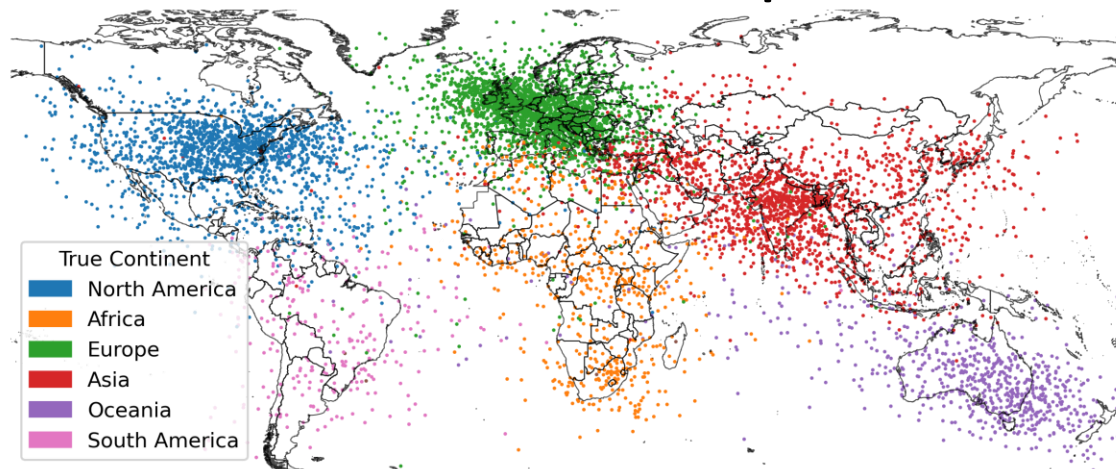 True Continent
North America
Africa
Europe
Asia
Oceania
South America